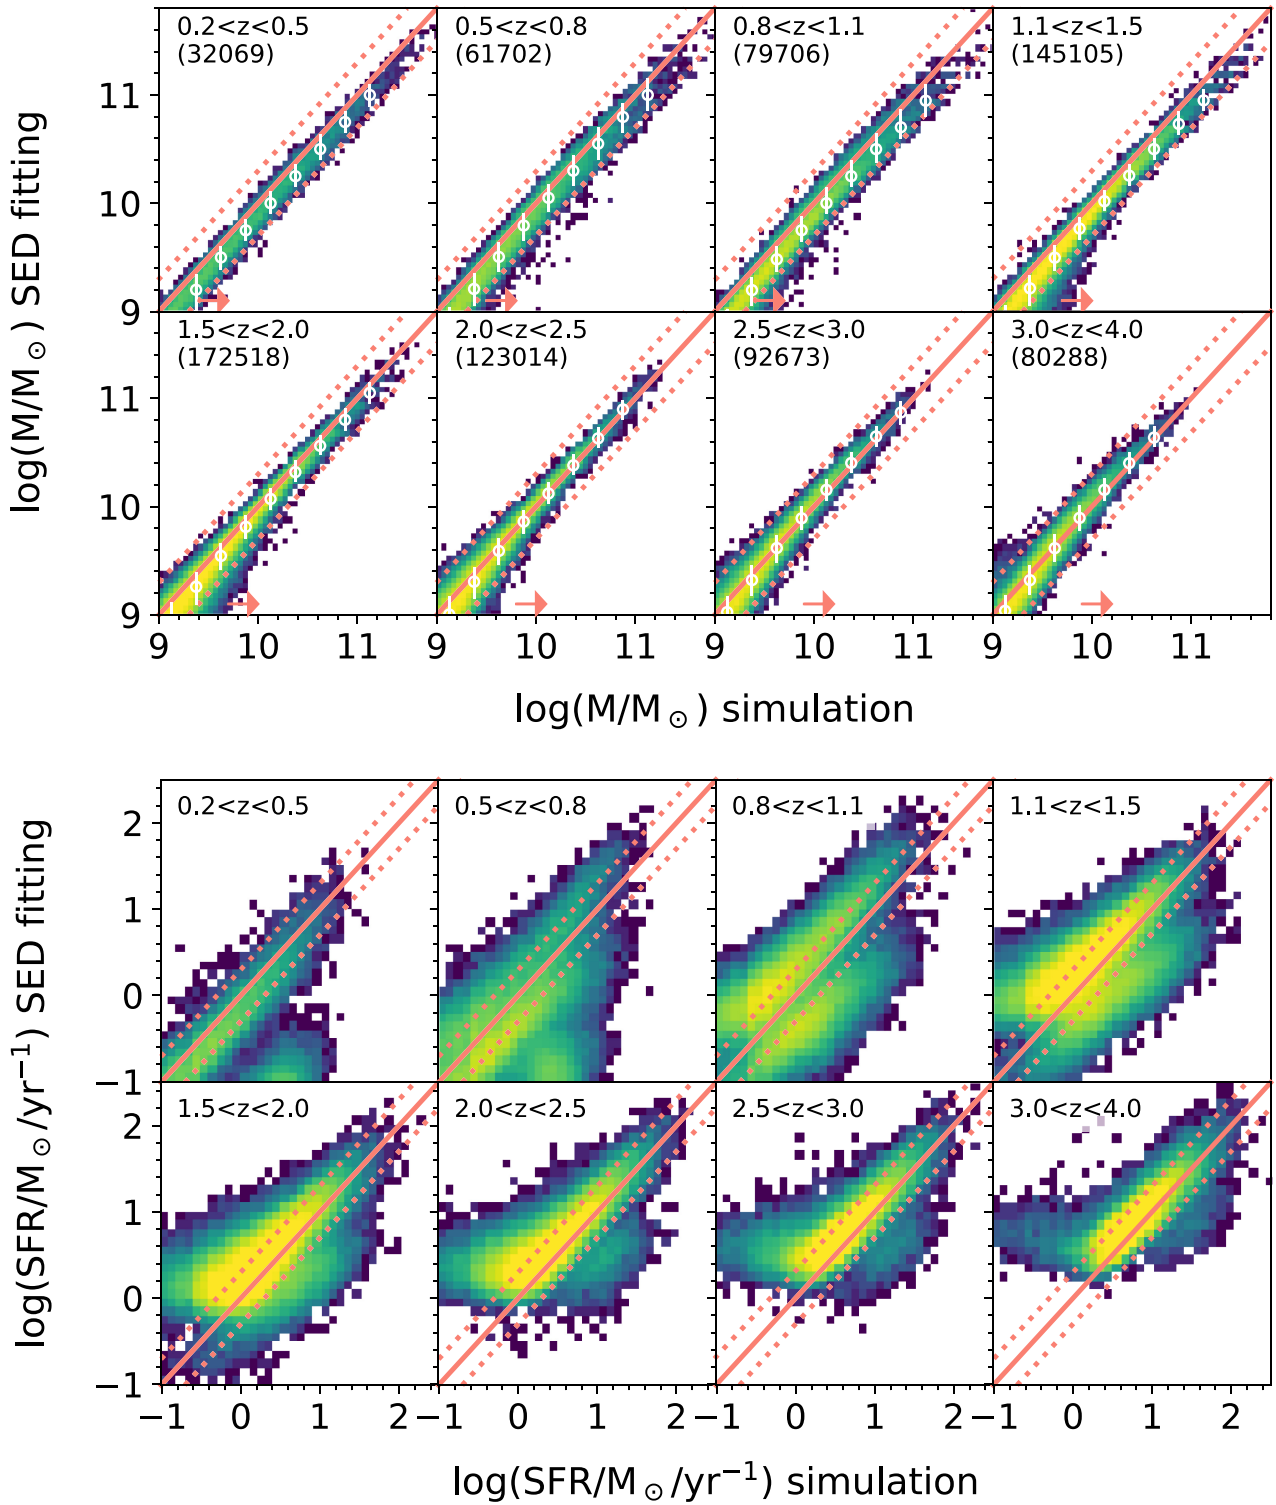 0.2<z<0.5 0.5<z<0.8 0.8<z<1.1 1.1<z<1.5
(32069) (61702) (79706) (145105)
11
10
9
1.5<z<2.0 2.0<z<2.5 2.5<z<3.0 3.0<z<4.0
(172518) (123014) (92673) (80288)
11
10
9
log(M/M⊙) SED fitting
9 10 11 9 10 11 9 10 11 9 10 11
log(M/M⊙) simulation
0.2<z<0.5 0.5<z<0.8 0.8<z<1.1 1.1<z<1.5
2
1
0
−1
1.5<z<2.0 2.0<z<2.5 2.5<z<3.0 3.0<z<4.0
2
1
0
−1
log(SFR/M⊙/yr⁻¹) SED fitting
−1 0 1 2 −1 0 1 2 −1 0 1 2 −1 0 1 2
log(SFR/M⊙/yr⁻¹) simulation